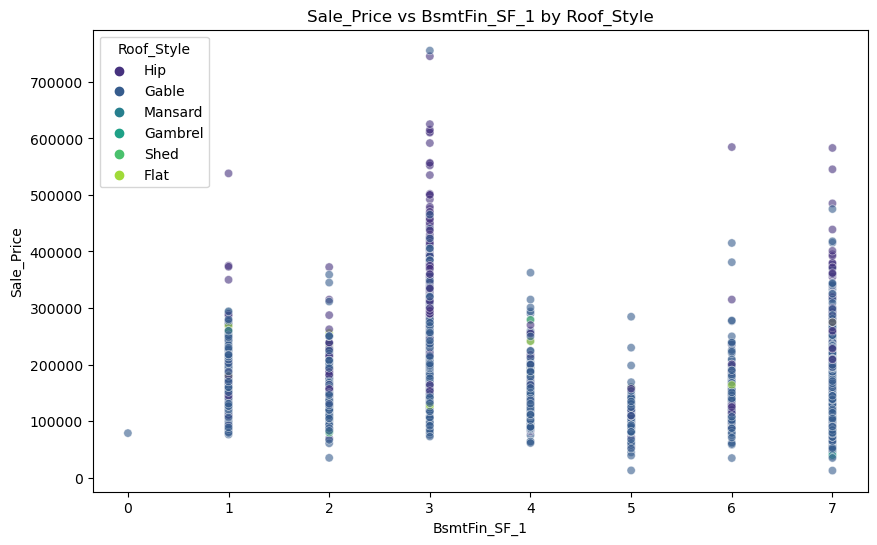 Sale_Price vs BsmtFin_SF_1 by Roof_Style
Roof_Style
Hip
Gable
Mansard
Gambrel
Shed
Flat
700000
600000
500000
400000
300000
200000
100000
0
Sale_Price
0 1 2 3 4 5 6 7
BsmtFin_SF_1